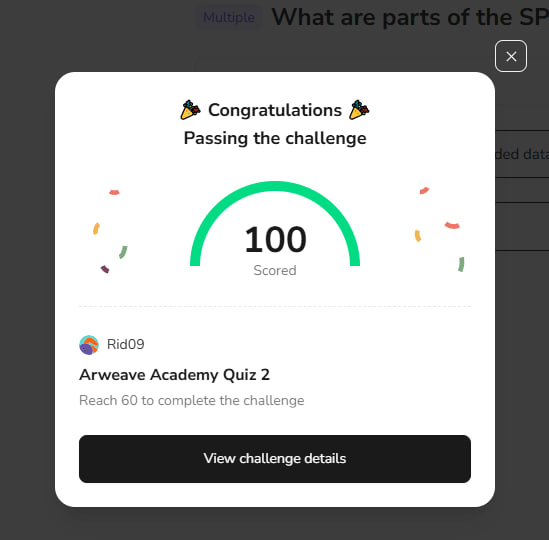 Multiple What are parts of the SP
ded data
Congratulations
Passing the challenge
100
Scored
Rid09
Arweave Academy Quiz 2
Reach 60 to complete the challenge
View challenge details